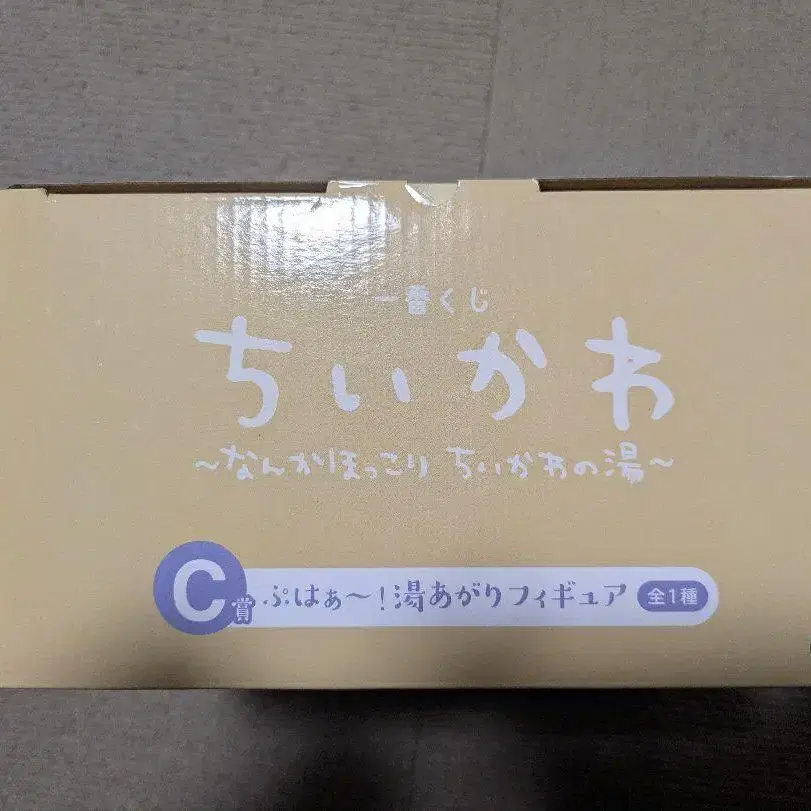 一番くじ
ちいかわ
~なんかほっこり ちいかわの湯~
C賞 ぷはぁ~!湯あがりフィギュア 全1種